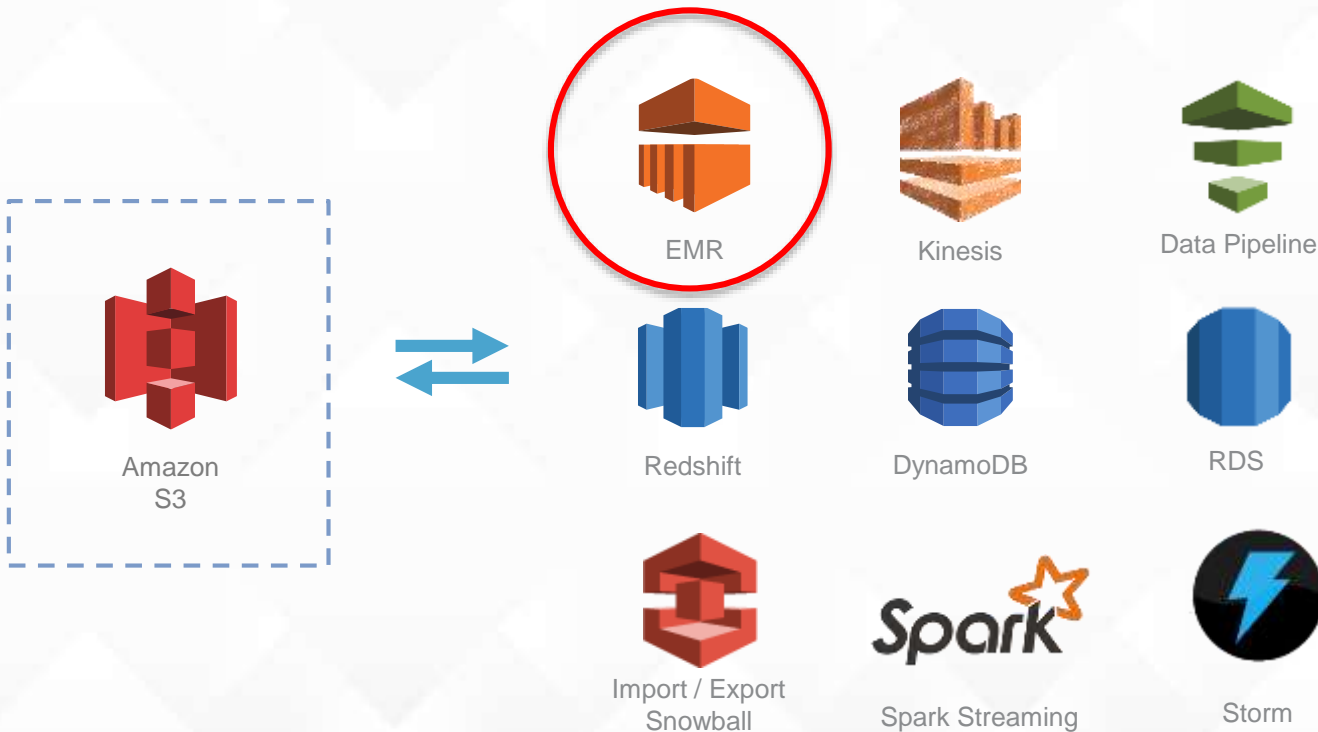 EMR
Kinesis
Data Pipeline
Amazon
S3
Redshift
DynamoDB
RDS
Import / Export
Snowball
Spark
Spark Streaming
Storm